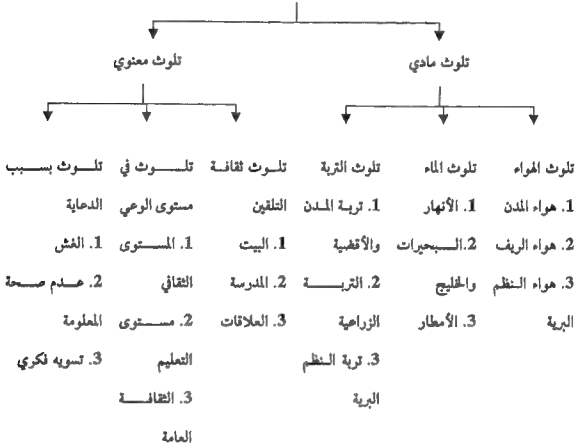 تلوث مادي
تلوث معنوي
تلوث الهواء
1. هواء المدن
2. هواء الريف
3. هواء النظم
البرية
تلوث الماء
1. الأنهار
2. البحيرات
والخليج
3. الأمطار
تلوث التربة
1. تربة المدن
والأقضية
2. التربة
الزراعية
3. تربة النظم
البرية
تلوث ثقافة
التلقين
1. البيت
2. المدرسة
3. العلاقات
تلوث في
مستوى الوعي
1. المستوى
الثقافي
2. مستوى
التعليم
3. الثقافة
العامة
تلوث بسبب
الدعاية
1. الغش
2. عدم صحة
المعلومة
3. تسويه فكري